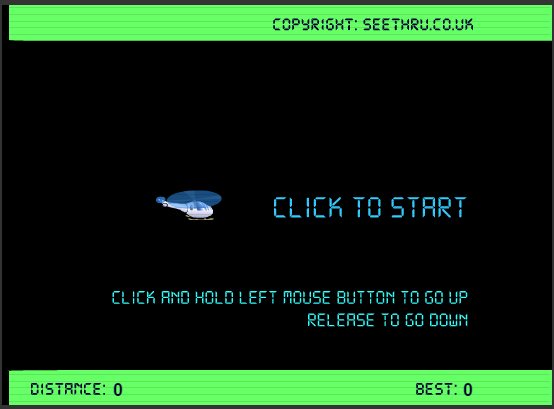 COPYRIGHT: SEETHRU.CO.UK
CLICK TO START
CLICK AND HOLD LEFT MOUSE BUTTON TO GO UP
RELEASE TO GO DOWN
DISTANCE: 0
BEST: 0